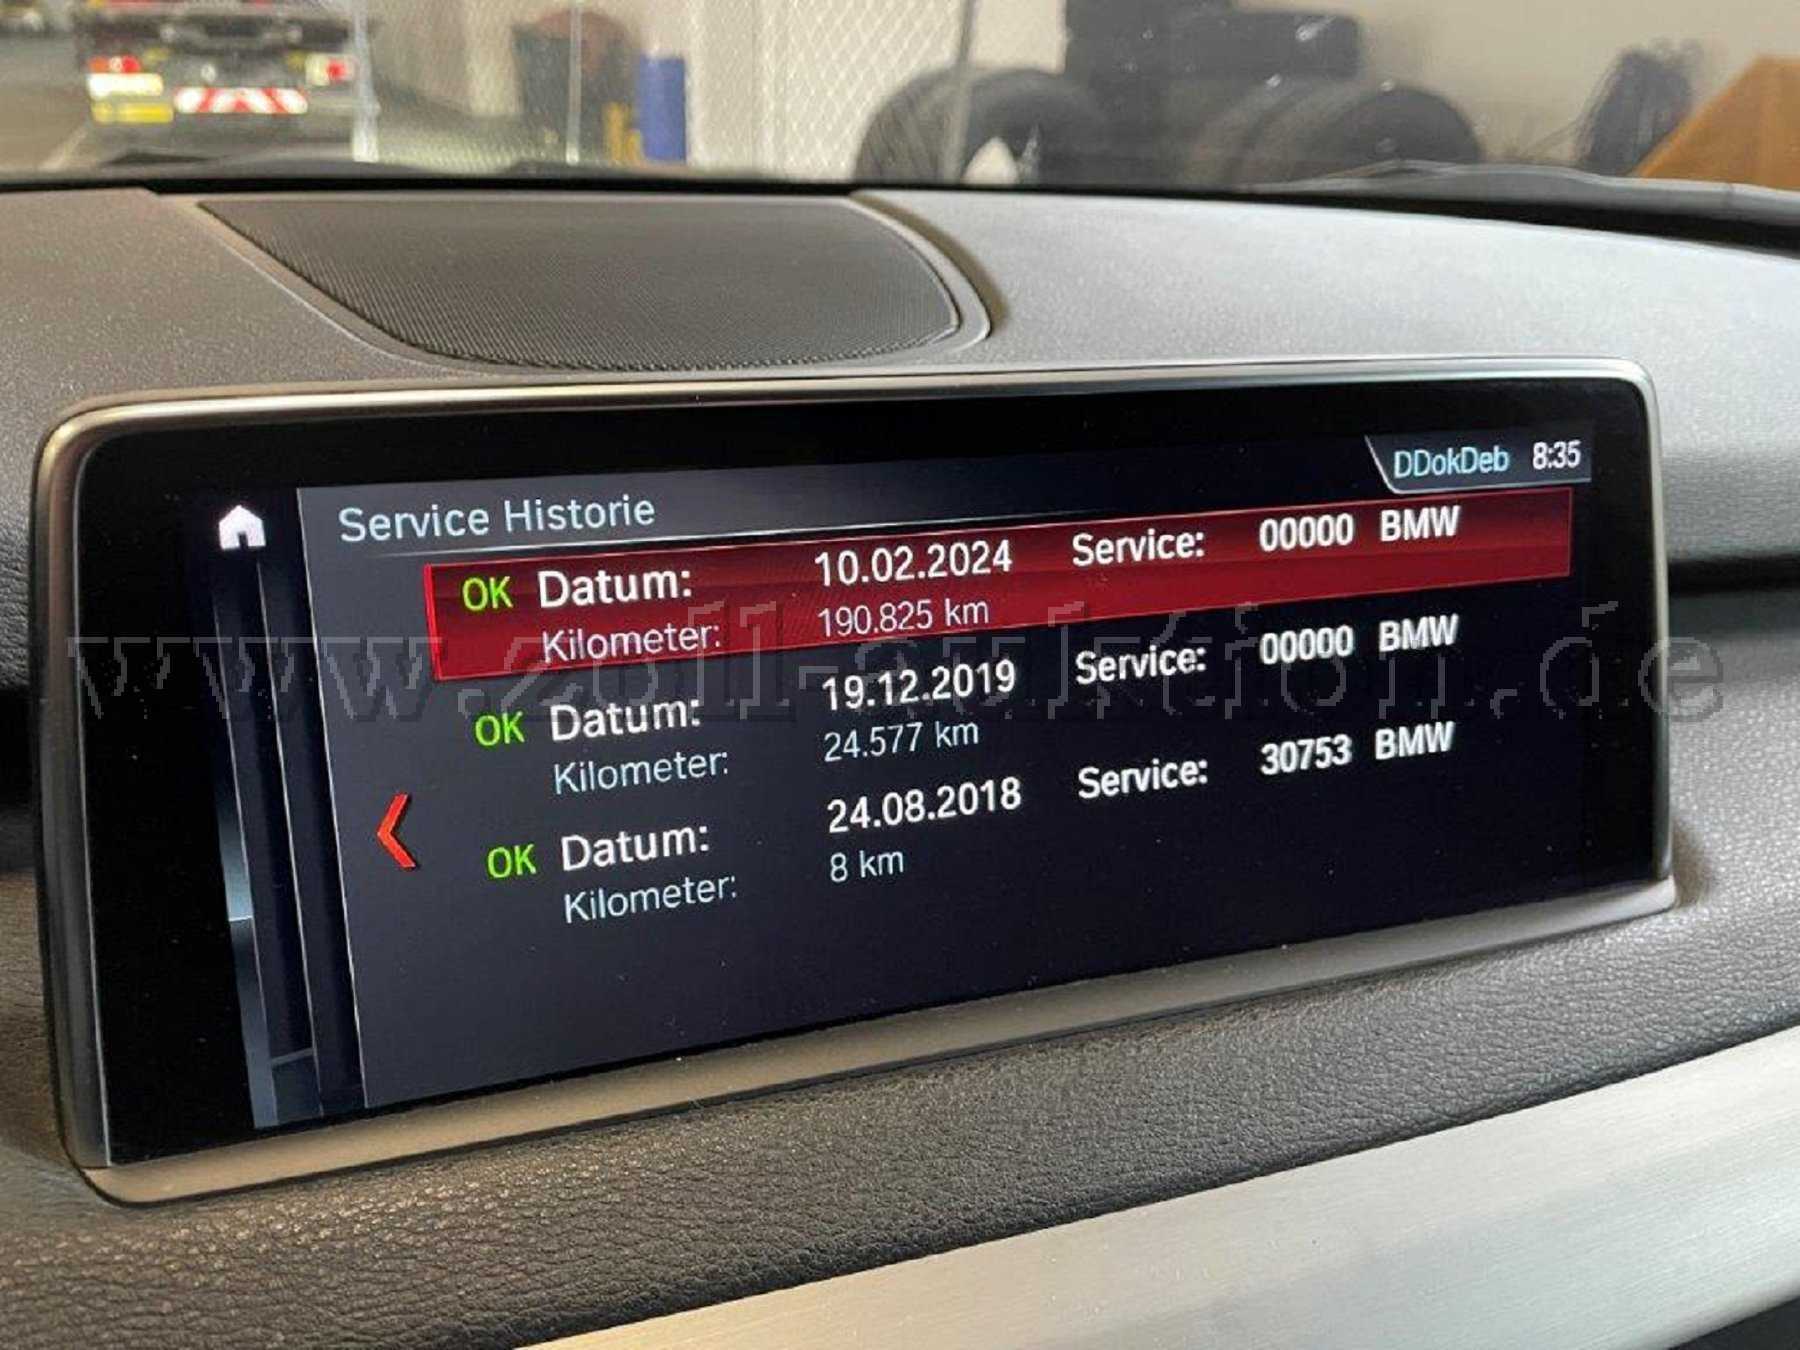 DDokDeb 8:35
Service Historie
OK Datum: 10.02.2024 Service: 00000 BMW
Kilometer: 190.825 km
OK Datum: 19.12.2019 Service: 00000 BMW
Kilometer: 24.577 km
OK Datum: 24.08.2018 Service: 30753 BMW
Kilometer: 8 km
www.zoll-auktion.de